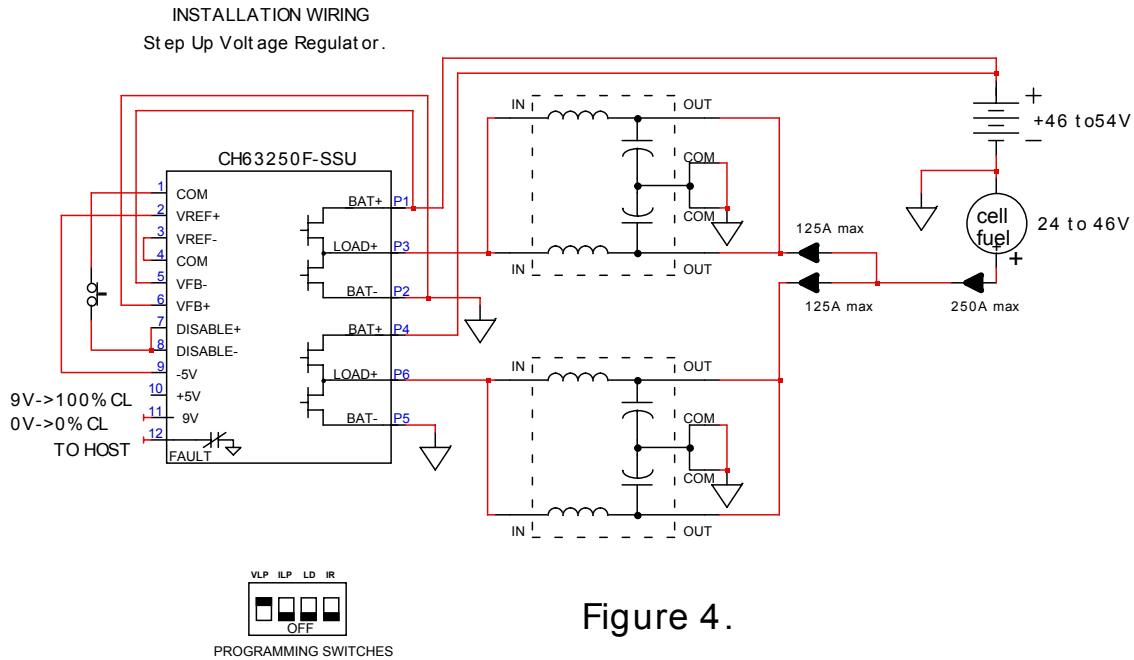 INSTALLATION WIRING
Step Up Voltage Regulator.
CH63250F-SSU
1 COM
2 VREF+
3 VREF-
4 COM
5 VFB-
6 VFB+
7 DISABLE+
8 DISABLE-
9 -5V
10 +5V
11 9V
12 FAULT
BAT+ P1
LOAD+ P3
BAT- P2
BAT+ P4
LOAD+ P6
BAT- P5
9V->100% CL
0V->0% CL
TO HOST
IN OUT
COM
COM
IN OUT
IN OUT
COM
COM
IN OUT
125A max
125A max
250A max
+
+46 to54V
−
cell
fuel
+
+
24 to 46V
VLP ILP LD IR
OFF
PROGRAMMING SWITCHES
Figure 4.